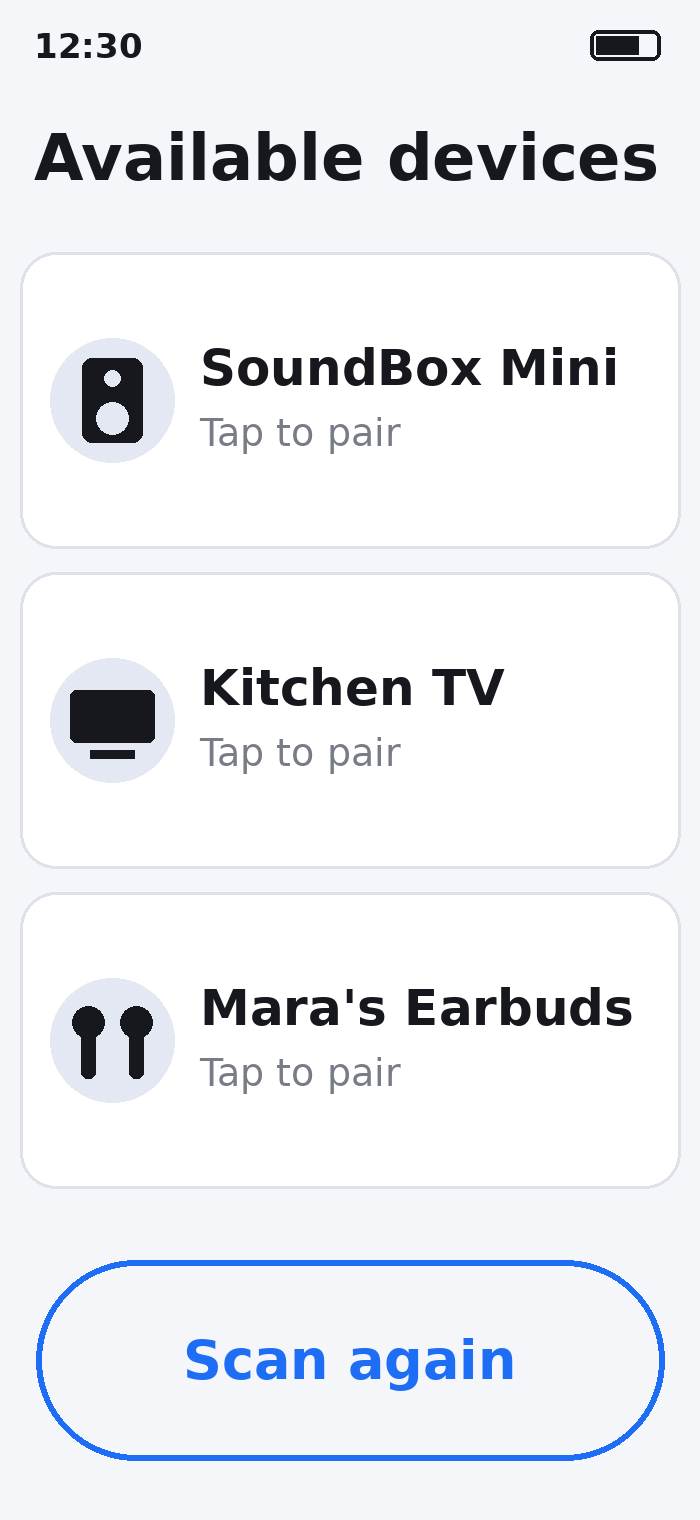 12:30
Available devices
SoundBox Mini
Tap to pair
Kitchen TV
Tap to pair
Mara's Earbuds
Tap to pair
Scan again